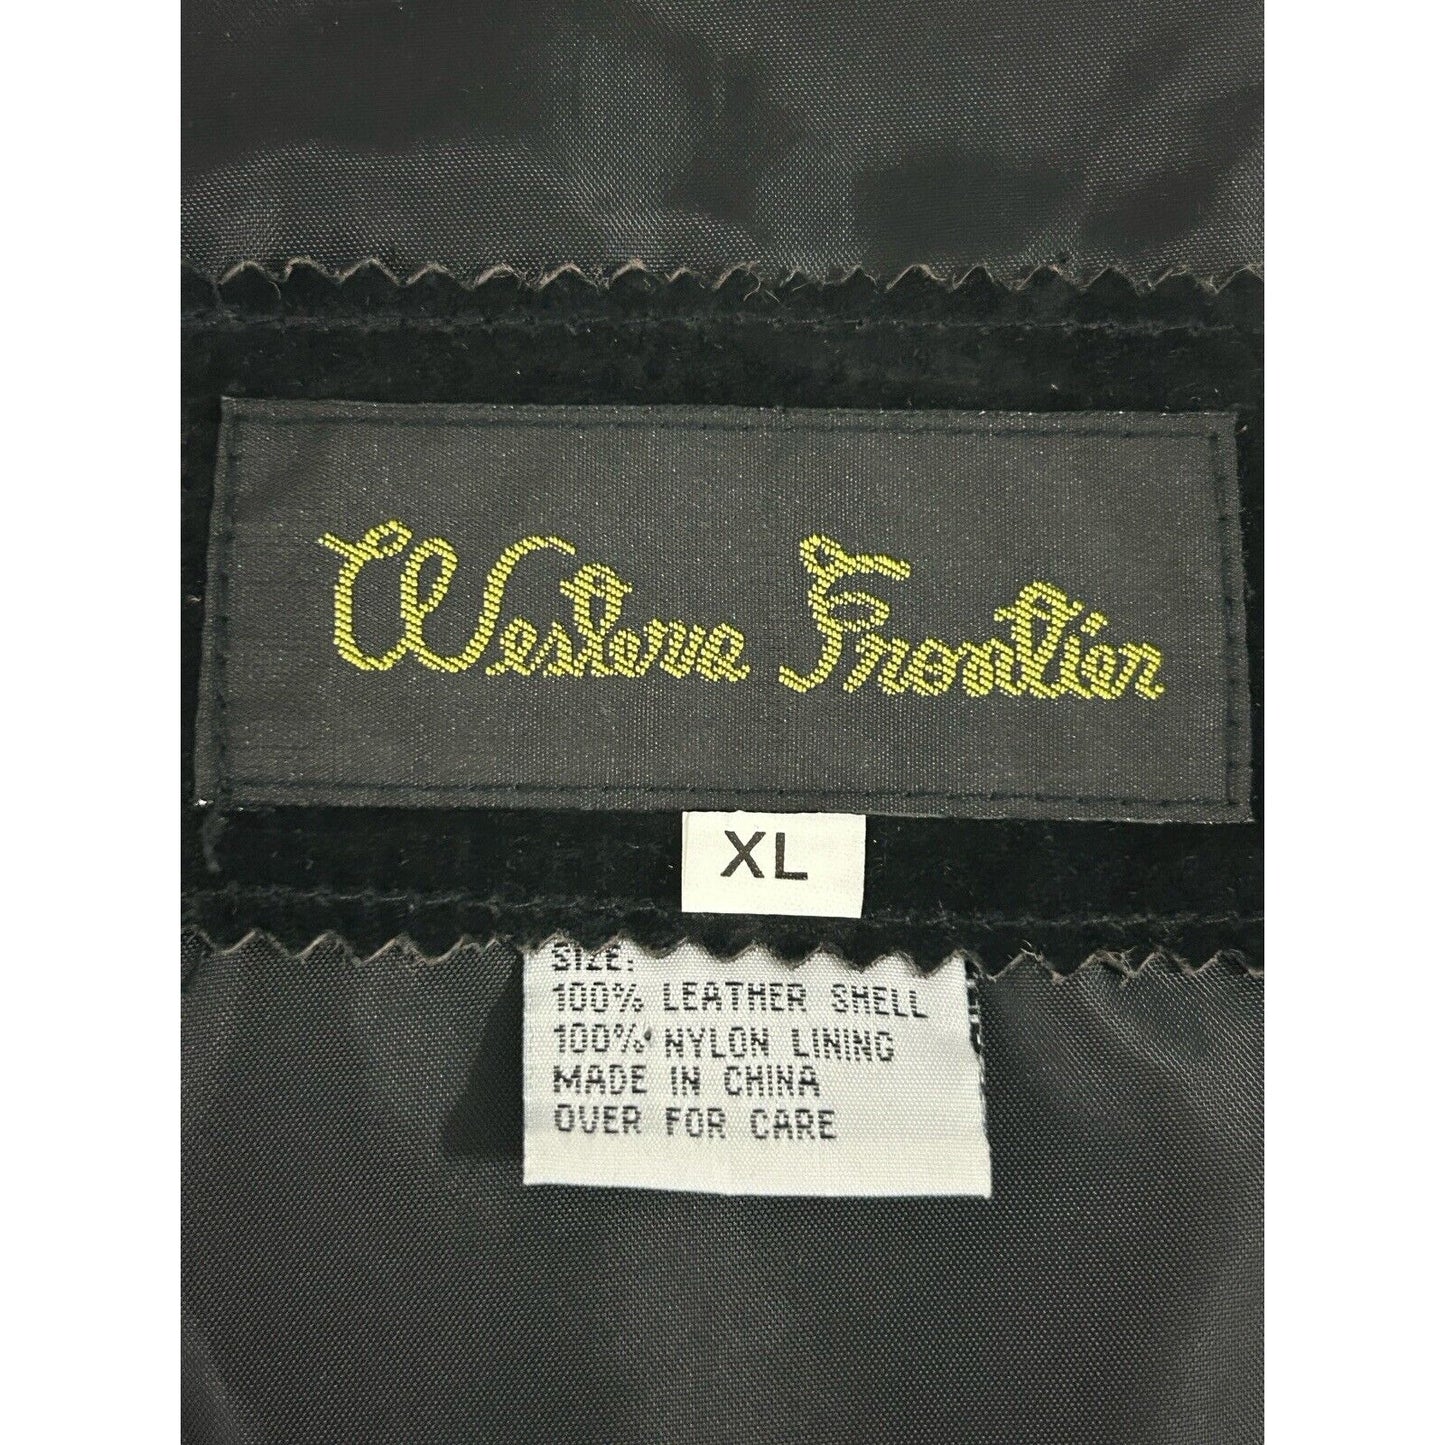 Western Frontier
XL
SIZE:
100% LEATHER SHELL
100% NYLON LINING
MADE IN CHINA
OVER FOR CARE